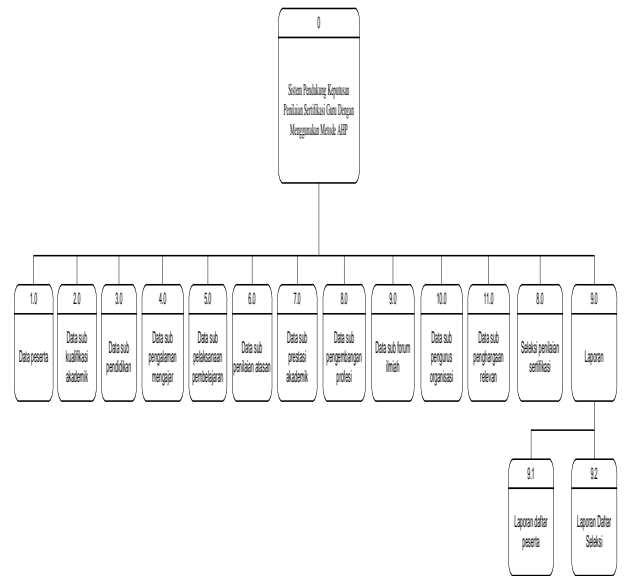 0
Sistem Pendukung Keputusan
Penilaian Sertifikasi Guru Dengan
Menggunakan Metode AHP
1.0
Data peserta
2.0
Data sub
kualifikasi
akademik
3.0
Data sub
pendidikan
4.0
Data sub
pengalaman
mengajar
5.0
Data sub
pelaksanaan
pembelajaran
6.0
Data sub
penilaian atasan
7.0
Data sub
prestasi
akademik
8.0
Data sub
pengembangan
profesi
9.0
Data sub forum
ilmiah
10.0
Data sub
pengurus
organisasi
11.0
Data sub
penghargaan
relevan
8.0
Seleksi penilaian
sertifikasi
9.0
Laporan
9.1
Laporan daftar
peserta
9.2
Laporan Daftar
Seleksi